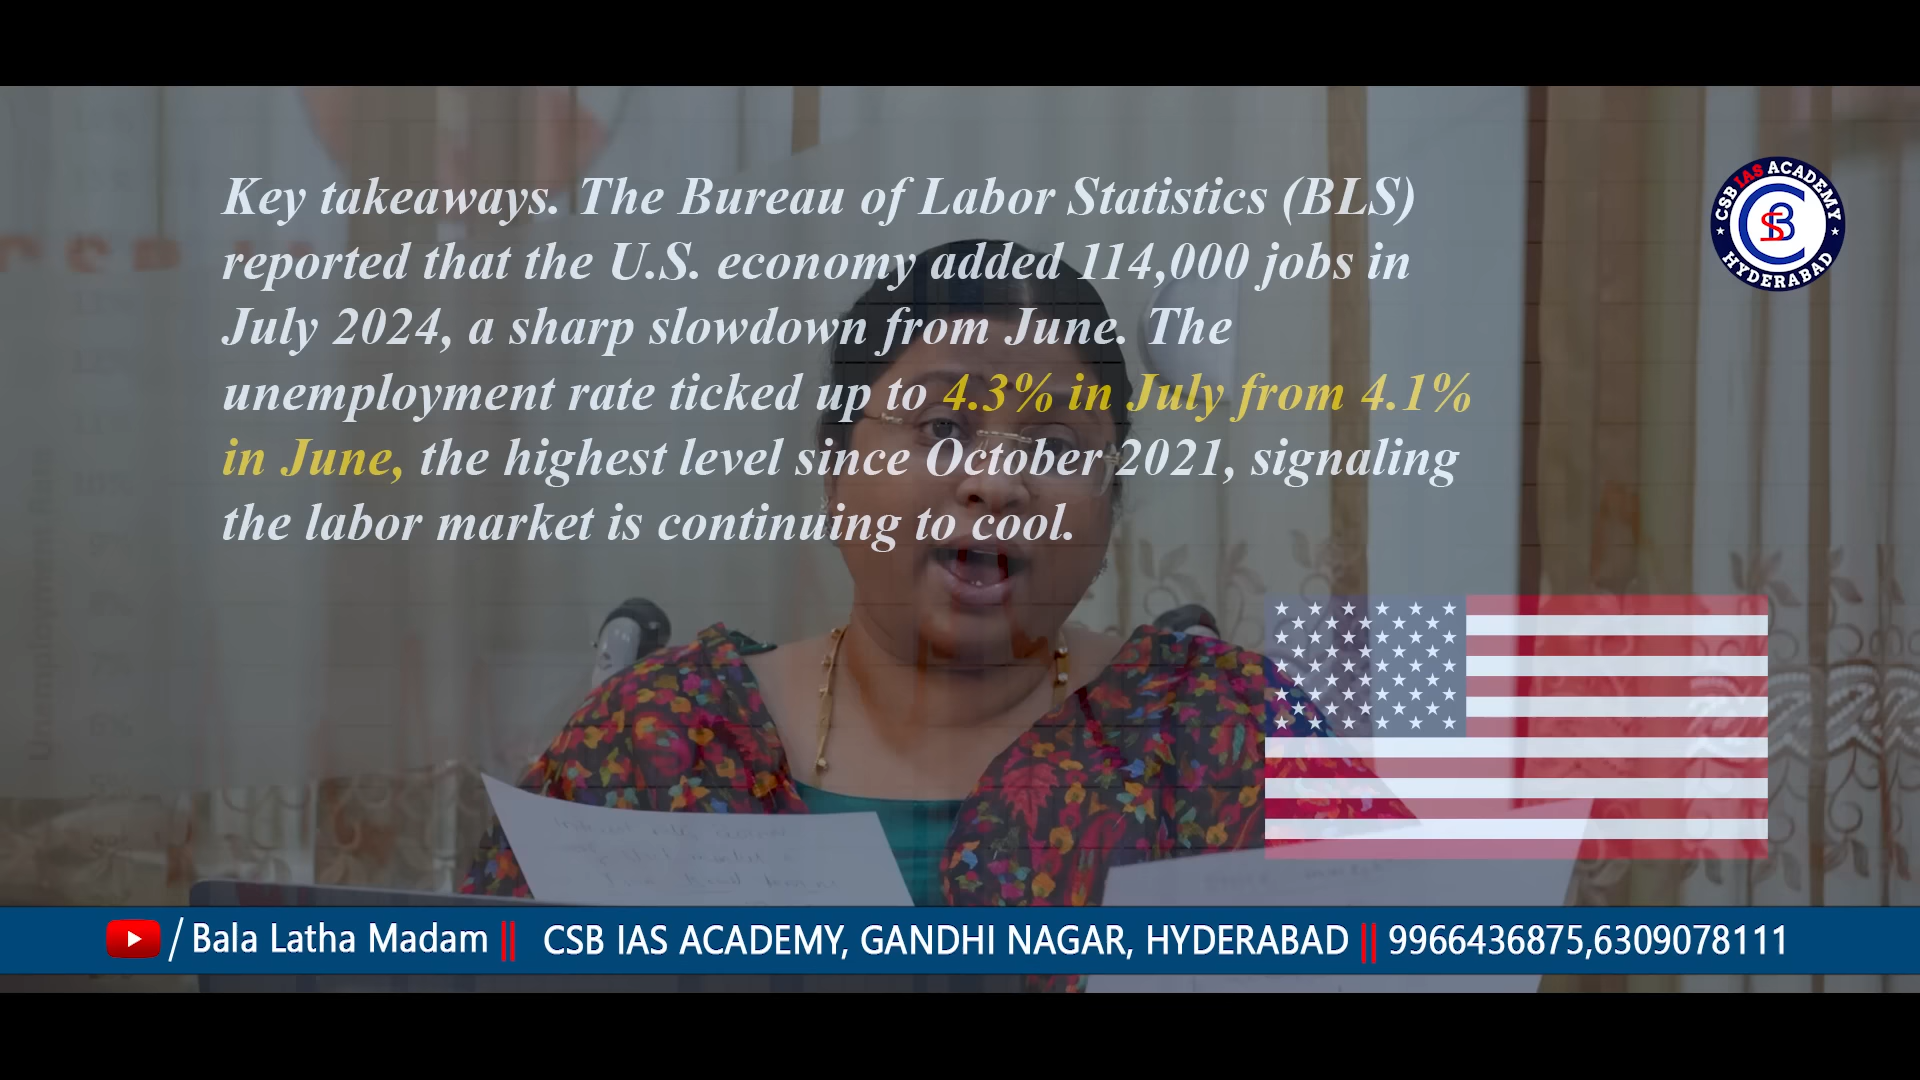 CSB IAS ACADEMY
HYDERABAD
CSB
Key takeaways. The Bureau of Labor Statistics (BLS)
reported that the U.S. economy added 114,000 jobs in
July 2024, a sharp slowdown from June. The
unemployment rate ticked up to 4.3% in July from 4.1%
in June, the highest level since October 2021, signaling
the labor market is continuing to cool.
/ Bala Latha Madam || CSB IAS ACADEMY, GANDHI NAGAR, HYDERABAD || 9966436875,6309078111